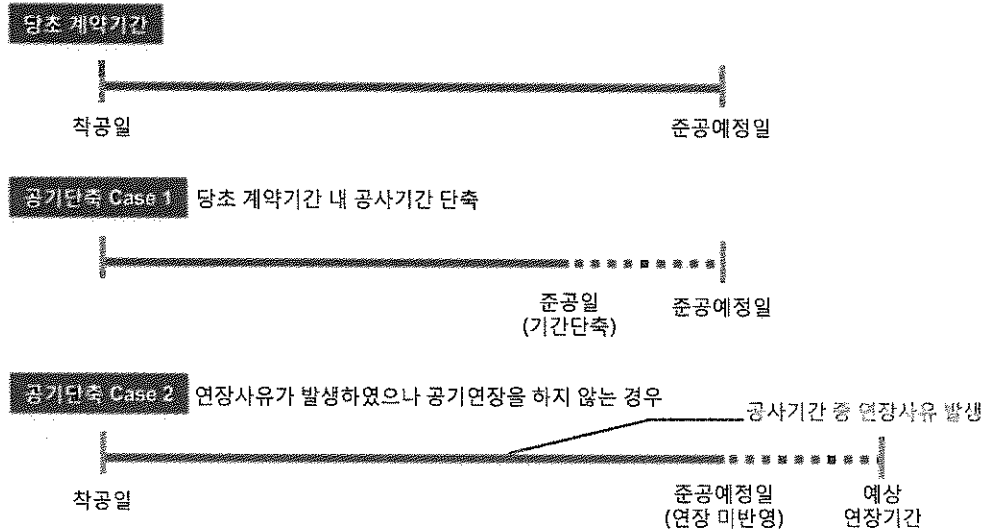 당초 계약기간
착공일
준공예정일
공기단축 Case 1 당초 계약기간 내 공사기간 단축
준공일
(기간단축)
준공예정일
공기단축 Case 2 연장사유가 발생하였으나 공기연장을 하지 않는 경우
공사기간 중 연장사유 발생
착공일
준공예정일
(연장 미반영)
예상
연장기간